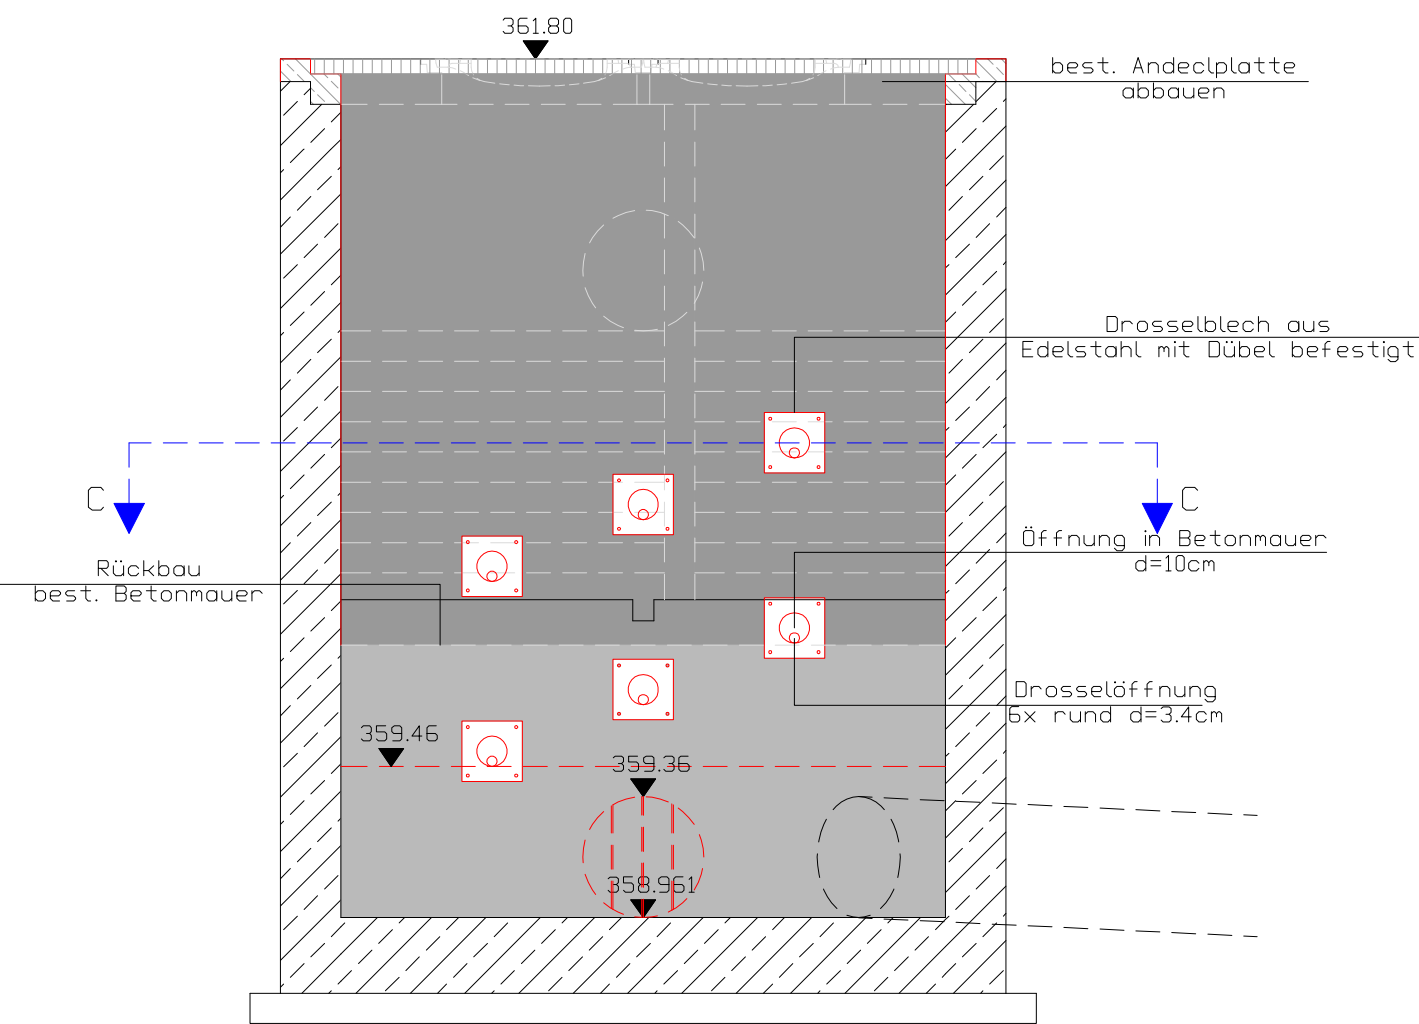 361.80
best. Andeclplatte
abbauen
Drosselblech aus
Edelstahl mit Dübel befestigt
C
C
Öffnung in Betonmauer
d=10cm
Rückbau
best. Betonmauer
Drosselöffnung
6x rund d=3.4cm
359.46
359.36
358.961